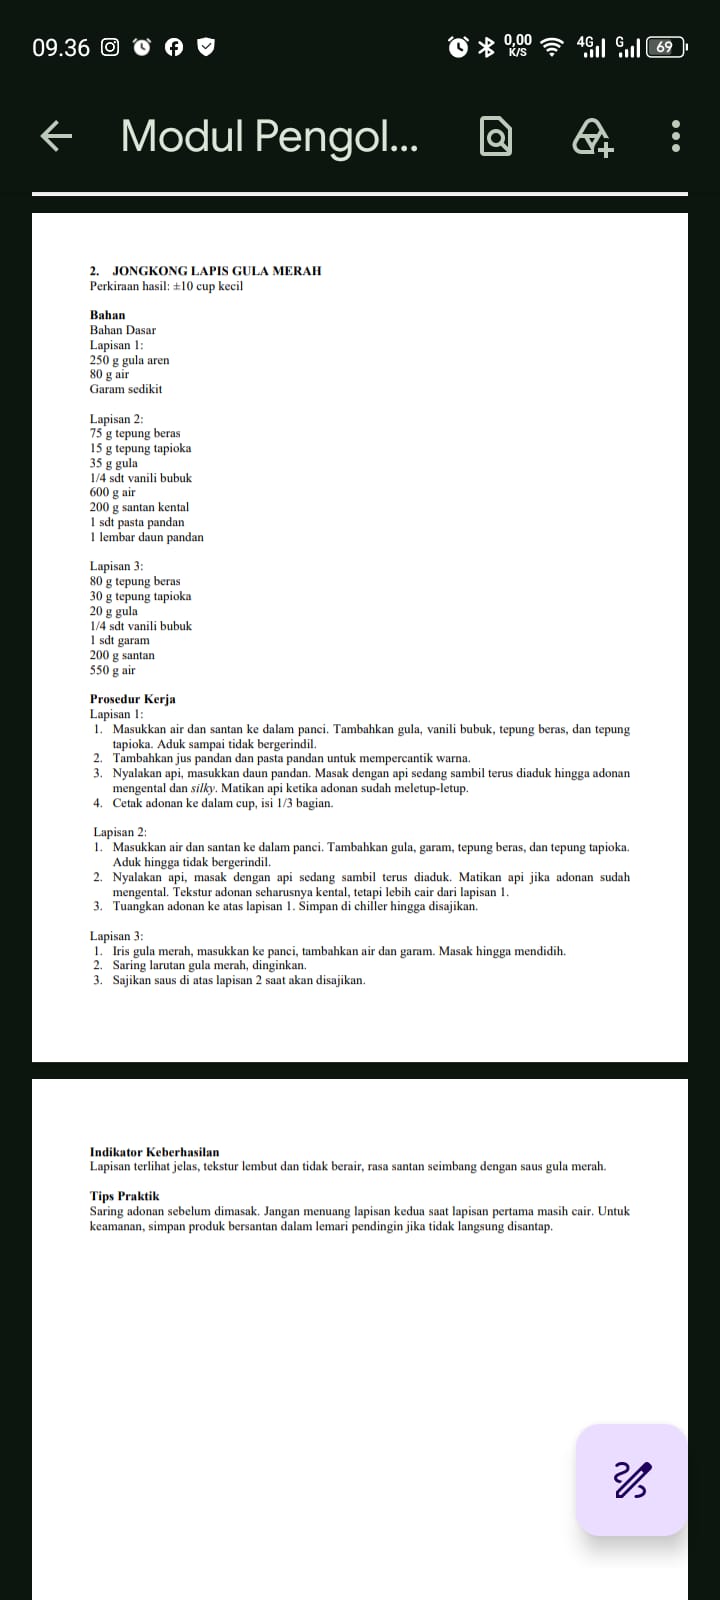 09.36
0,00 K/S
4G
G
69
Modul Pengol...
2. JONGKONG LAPIS GULA MERAH
Perkiraan hasil: ±10 cup kecil
Bahan
Bahan Dasar
Lapisan 1:
250 g gula aren
80 g air
Garam sedikit
Lapisan 2:
75 g tepung beras
15 g tepung tapioka
35 g gula
1/4 sdt vanili bubuk
600 g air
200 g santan kental
1 sdt pasta pandan
1 lembar daun pandan
Lapisan 3:
80 g tepung beras
30 g tepung tapioka
20 g gula
1/4 sdt vanili bubuk
1 sdt garam
200 g santan
550 g air
Prosedur Kerja
Lapisan 1:
1. Masukkan air dan santan ke dalam panci. Tambahkan gula, vanili bubuk, tepung beras, dan tepung
tapioka. Aduk sampai tidak bergerindil.
2. Tambahkan jus pandan dan pasta pandan untuk mempercantik warna.
3. Nyalakan api, masukkan daun pandan. Masak dengan api sedang sambil terus diaduk hingga adonan
mengental dan silky. Matikan api ketika adonan sudah meletup-letup.
4. Cetak adonan ke dalam cup, isi 1/3 bagian.
Lapisan 2:
1. Masukkan air dan santan ke dalam panci. Tambahkan gula, garam, tepung beras, dan tepung tapioka.
Aduk hingga tidak bergerindil.
2. Nyalakan api, masak dengan api sedang sambil terus diaduk. Matikan api jika adonan sudah
mengental. Tekstur adonan seharusnya kental, tetapi lebih cair dari lapisan 1.
3. Tuangkan adonan ke atas lapisan 1. Simpan di chiller hingga disajikan.
Lapisan 3:
1. Iris gula merah, masukkan ke panci, tambahkan air dan garam. Masak hingga mendidih.
2. Saring larutan gula merah, dinginkan.
3. Sajikan saus di atas lapisan 2 saat akan disajikan.
Indikator Keberhasilan
Lapisan terlihat jelas, tekstur lembut dan tidak berair, rasa santan seimbang dengan saus gula merah.
Tips Praktik
Saring adonan sebelum dimasak. Jangan menuang lapisan kedua saat lapisan pertama masih cair. Untuk
keamanan, simpan produk bersantan dalam lemari pendingin jika tidak langsung disantap.